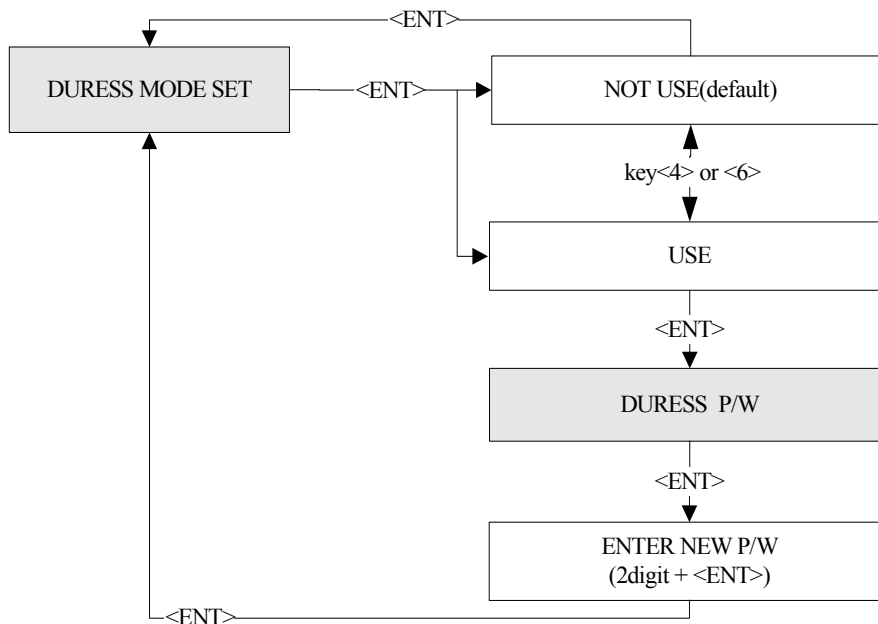 <ENT>
DURESS MODE SET
<ENT>
NOT USE(default)
key<4> or <6>
USE
<ENT>
DURESS P/W
<ENT>
ENTER NEW P/W
(2digit + <ENT>)
<ENT>